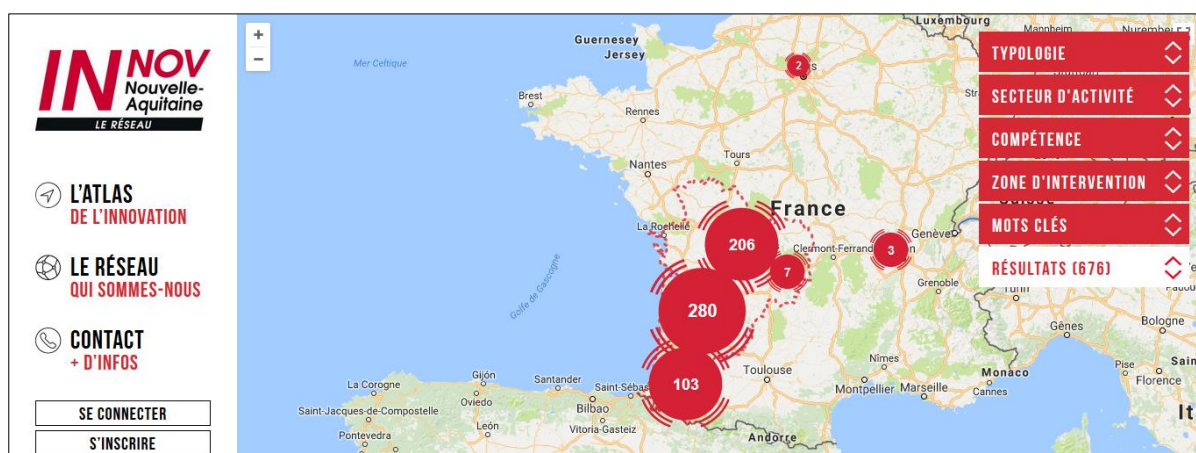 INNOV
Nouvelle-
Aquitaine
LE RÉSEAU
L'ATLAS
DE L'INNOVATION
LE RÉSEAU
QUI SOMMES-NOUS
CONTACT
+ D'INFOS
SE CONNECTER
S'INSCRIRE
+
−
Luxembourg
Guernesey
Jersey
Mer Celtique
2
Brest
Rennes
Nantes
Tours
France
La Rochelle
206
Clermont-Ferrand
3
Genève
7
Grenoble
Golfe de Gascogne
280
Turin
Gênes
Bologne
103
Toulouse
Nîmes
Monaco
Pise
Florence
Montpellier
Marseille
Cannes
La Corogne
Gijón
Santander
Oviedo
Bilbao
Saint-Jacques-de-Compostelle
León
Vitoria-Gasteiz
Pontevedra
Andorre
TYPOLOGIE
SECTEUR D'ACTIVITÉ
COMPÉTENCE
ZONE D'INTERVENTION
MOTS CLÉS
RÉSULTATS (676)